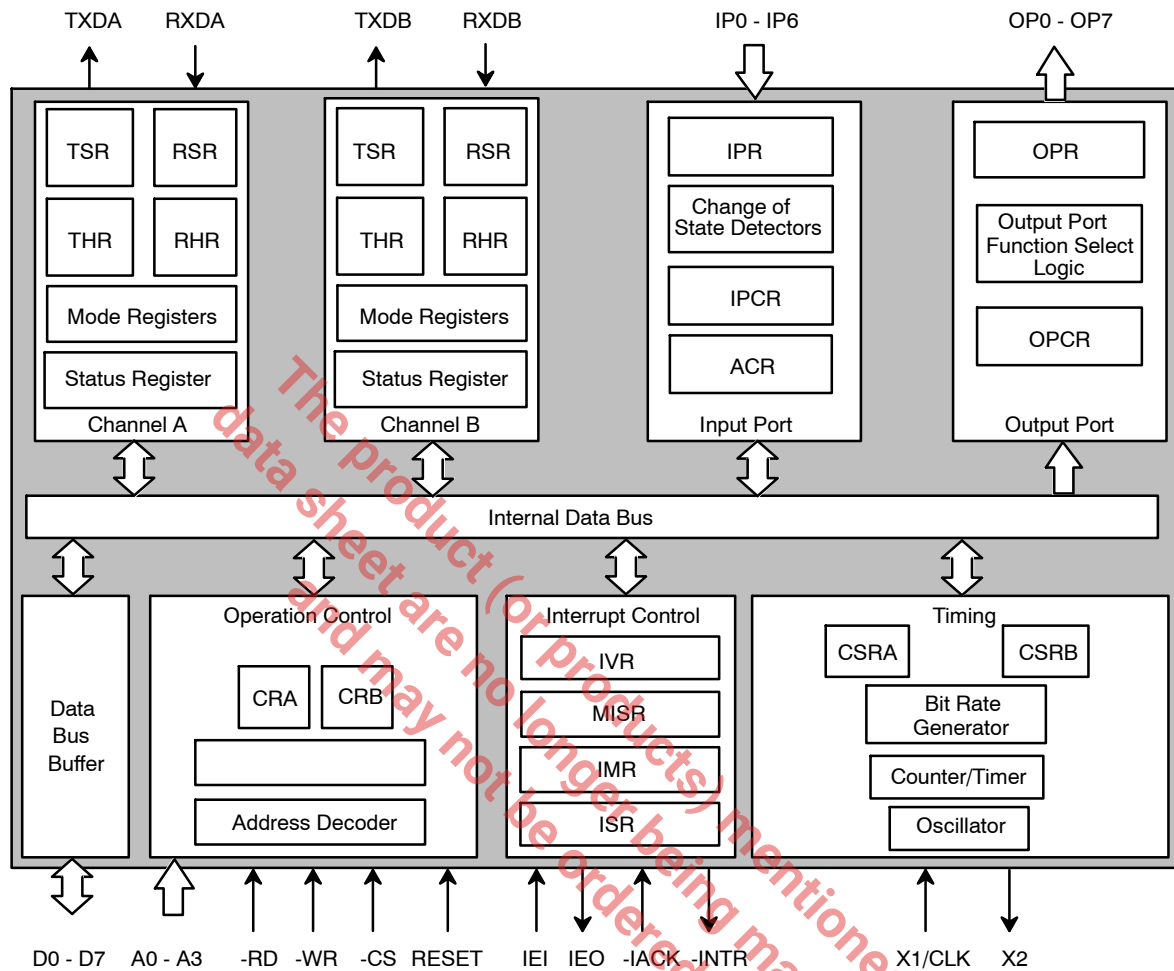 TXDA RXDA TXDB RXDB IP0 - IP6 OP0 - OP7
TSR RSR
THR RHR
Mode Registers
Status Register
Channel A
TSR RSR
THR RHR
Mode Registers
Status Register
Channel B
IPR
Change of
State Detectors
IPCR
ACR
Input Port
OPR
Output Port
Function Select
Logic
OPCR
Output Port
Internal Data Bus
Data
Bus
Buffer
Operation Control
CRA CRB
Address Decoder
Interrupt Control
IVR
MISR
IMR
ISR
Timing
CSRA CSRB
Bit Rate
Generator
Counter/Timer
Oscillator
D0 - D7 A0 - A3 -RD -WR -CS RESET IEI IEO -IACK -INTR X1/CLK X2
The product (or products) mentione
data sheet are no longer being ma
and may not be ordered